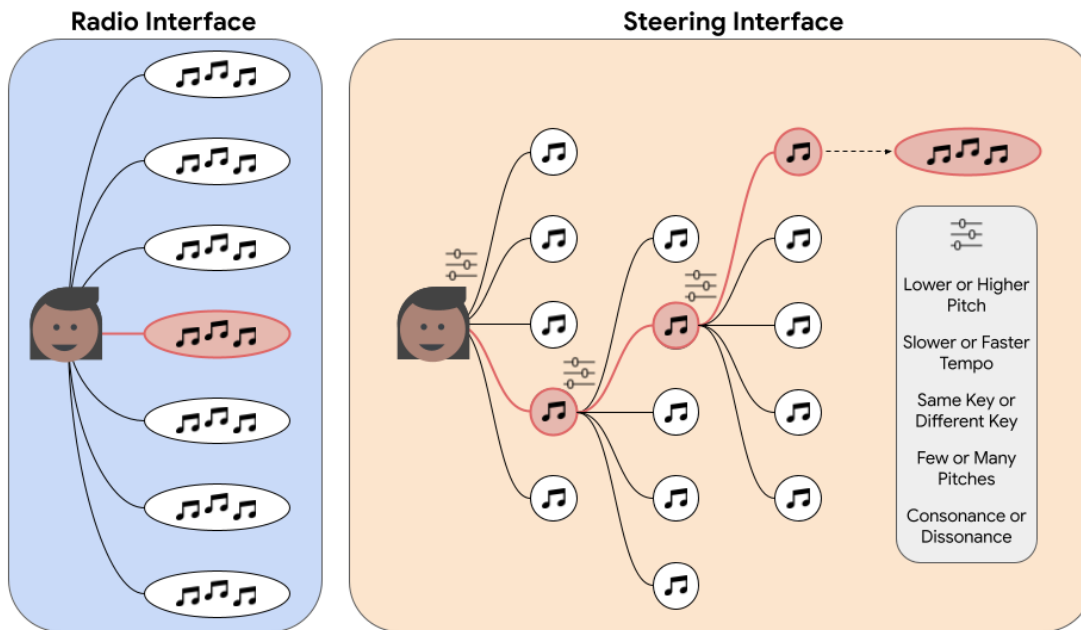 Radio Interface
Steering Interface
Lower or Higher
Pitch
Slower or Faster
Tempo
Same Key or
Different Key
Few or Many
Pitches
Consonance or
Dissonance